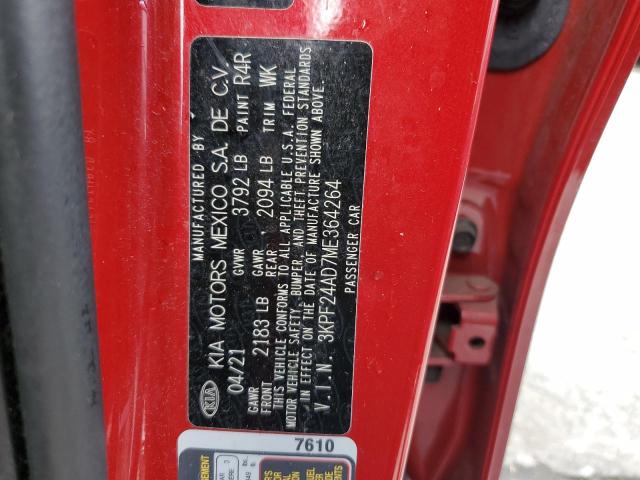 MANUFACTURED BY
KIA KIA MOTORS MEXICO S.A. DE C.V.
04/21 GVWR 3792 LB PAINT R4R
GAWR FRONT 2183 LB GAWR REAR 2094 LB TRIM WK
THIS VEHICLE CONFORMS TO ALL APPLICABLE U.S.A. FEDERAL
MOTOR VEHICLE SAFETY, BUMPER, AND THEFT PREVENTION STANDARDS
IN EFFECT ON THE DATE OF MANUFACTURE SHOWN ABOVE.
V.I.N. 3KPF24AD7ME364264
PASSENGER CAR
7610